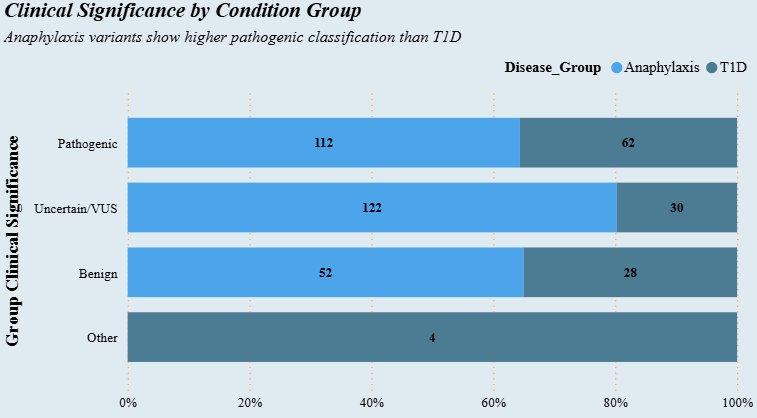 Clinical Significance by Condition Group
Anaphylaxis variants show higher pathogenic classification than T1D
Disease_Group Anaphylaxis T1D
Group Clinical Significance
Pathogenic 112 62
Uncertain/VUS 122 30
Benign 52 28
Other 4
0% 20% 40% 60% 80% 100%